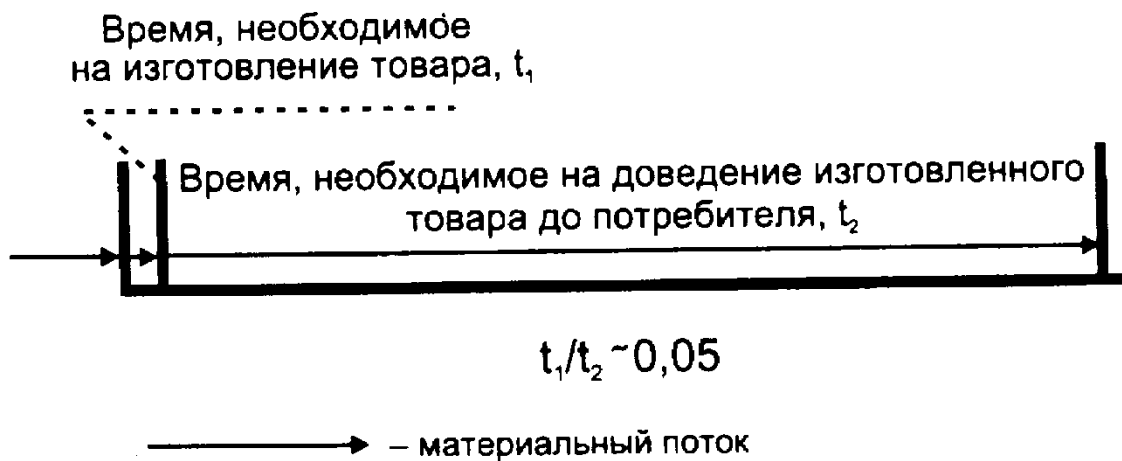 Время, необходимое
на изготовление товара, t₁
Время, необходимое на доведение изготовленного
товара до потребителя, t₂
t₁/t₂ ~0,05
– материальный поток